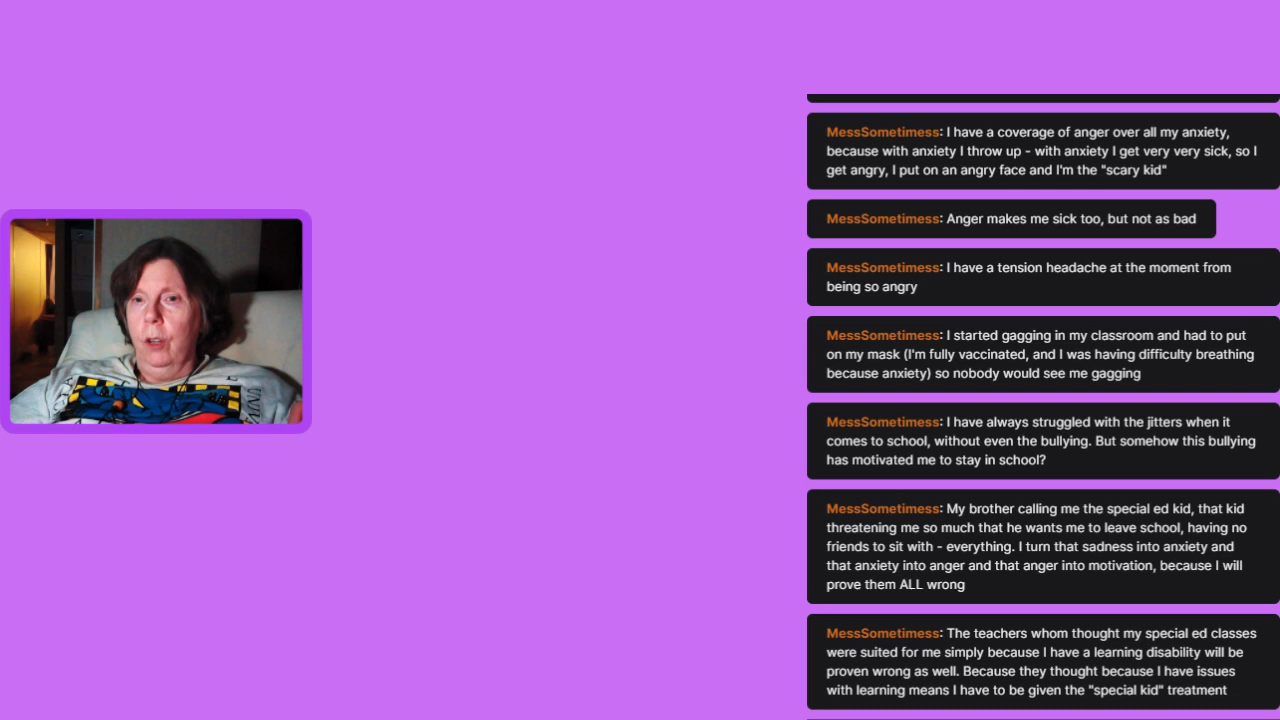 MessSometimess: I have a coverage of anger over all my anxiety,
because with anxiety I throw up - with anxiety I get very very sick, so I
get angry, I put on an angry face and I'm the "scary kid"
MessSometimess: Anger makes me sick too, but not as bad
MessSometimess: I have a tension headache at the moment from
being so angry
MessSometimess: I started gagging in my classroom and had to put
on my mask (I'm fully vaccinated, and I was having difficulty breathing
because anxiety) so nobody would see me gagging
MessSometimess: I have always struggled with the jitters when it
comes to school, without even the bullying. But somehow this bullying
has motivated me to stay in school?
MessSometimess: My brother calling me the special ed kid, that kid
threatening me so much that he wants me to leave school, having no
friends to sit with - everything. I turn that sadness into anxiety and
that anxiety into anger and that anger into motivation, because I will
prove them ALL wrong
MessSometimess: The teachers whom thought my special ed classes
were suited for me simply because I have a learning disability will be
proven wrong as well. Because they thought because I have issues
with learning means I have to be given the "special kid" treatment